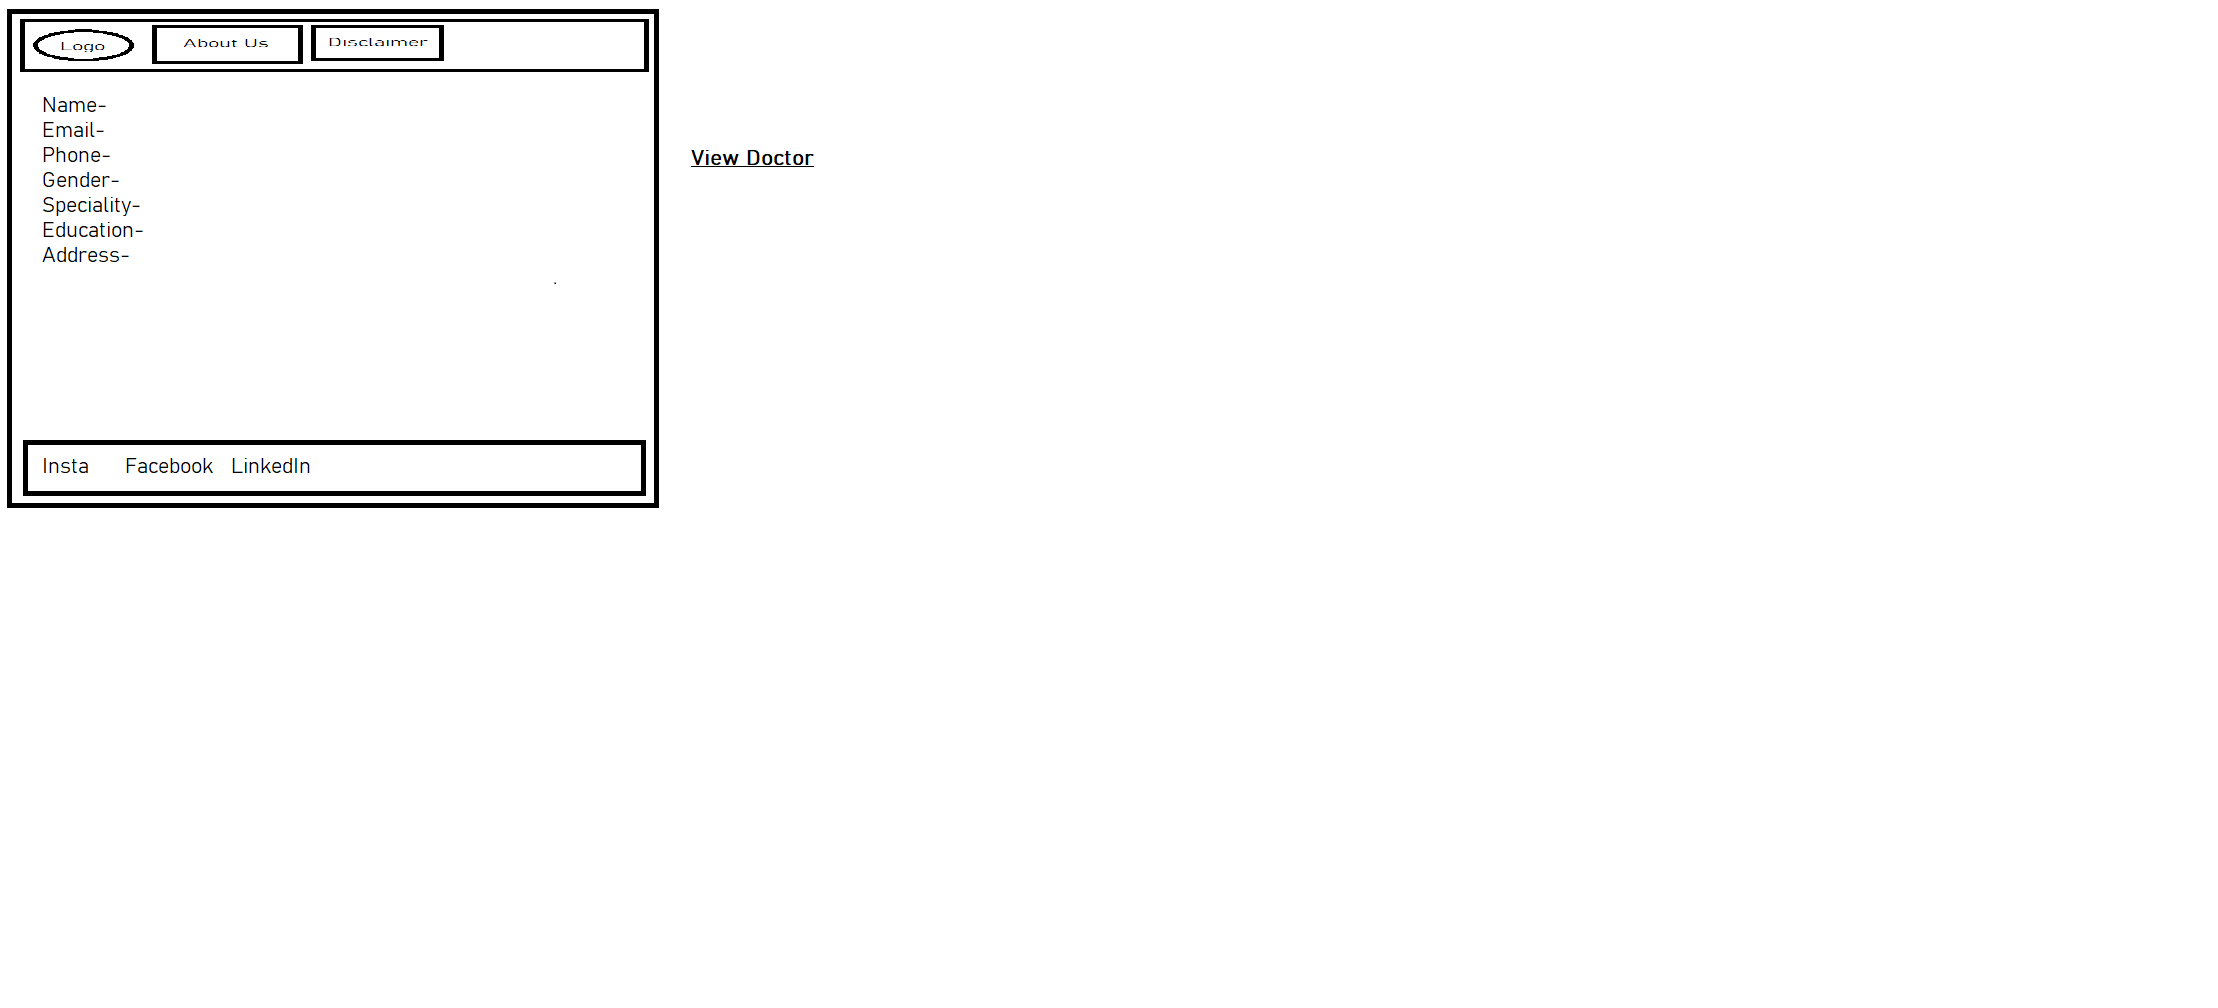 Logo About Us Disclaimer
Name-
Email-
Phone-
Gender-
Speciality-
Education-
Address-
Insta Facebook LinkedIn
View Doctor